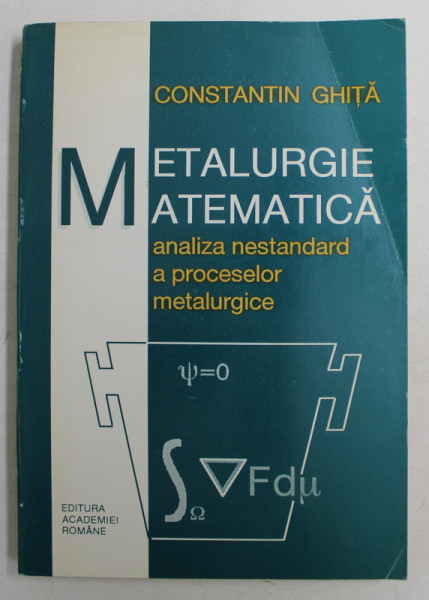 CONSTANTIN GHIȚĂ
METALURGIE
MATEMATICĂ
analiza nestandard
a proceselor
metalurgice
ψ=0
∫Ω ∇Fdμ
EDITURA
ACADEMIEI
ROMÂNE